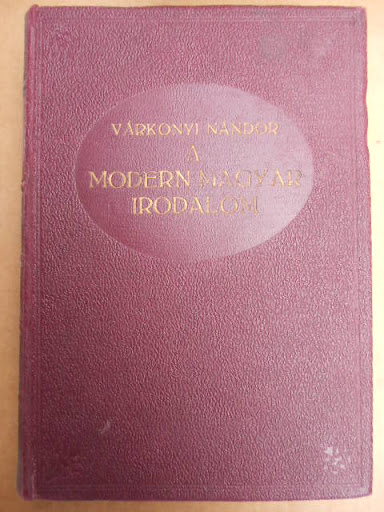 VÁRKONYI NÁNDOR
A
MODERN MAGYAR
IRODALOM